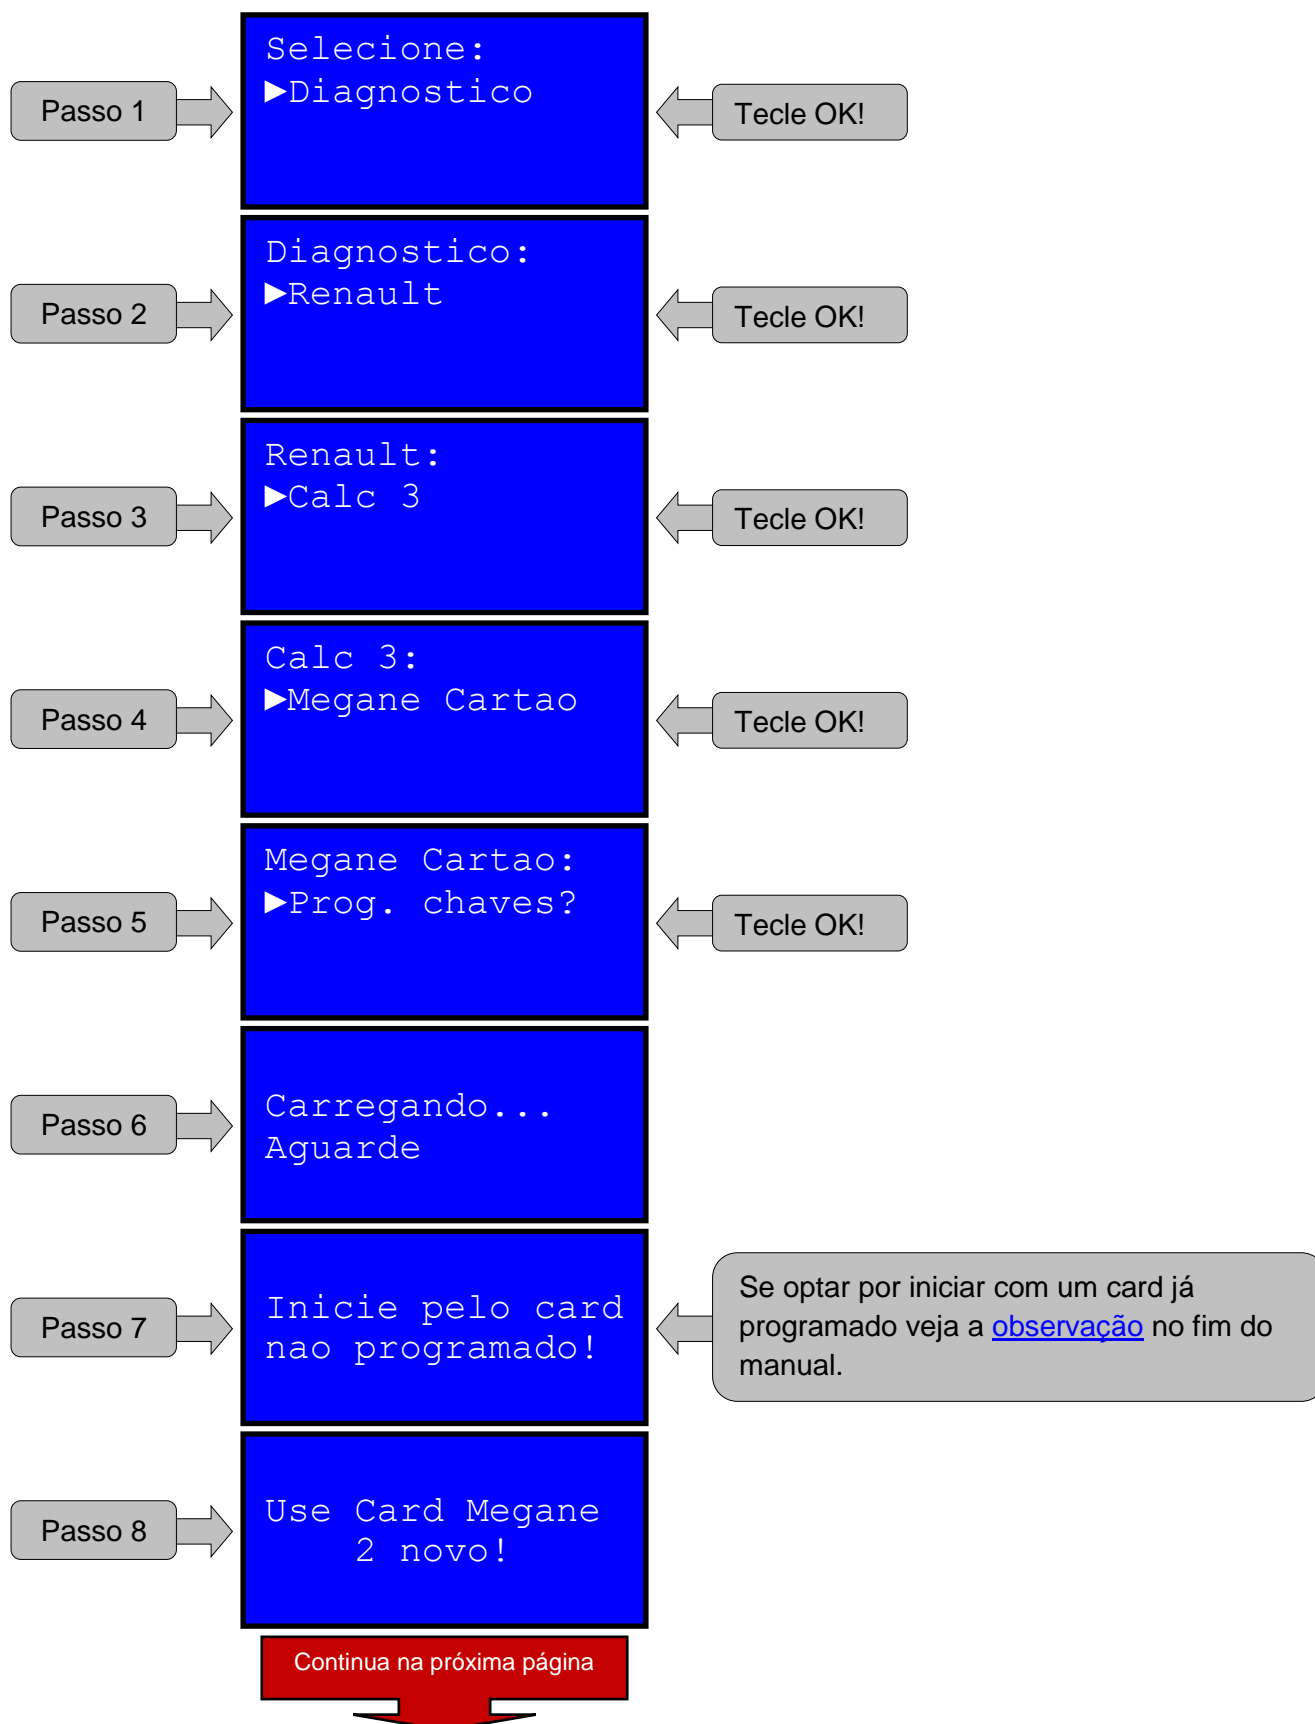 Selecione:
Passo 1
►Diagnostico
Tecle OK!
Diagnostico:
Passo 2
►Renault
Tecle OK!
Renault:
Passo 3
►Calc 3
Tecle OK!
Calc 3:
Passo 4
►Megane Cartao
Tecle OK!
Megane Cartao:
Passo 5
►Prog. chaves?
Tecle OK!
Passo 6
Carregando...
Aguarde
Passo 7
Inicie pelo card
nao programado!
Se optar por iniciar com um card já
programado veja a observação no fim do
manual.
Passo 8
Use Card Megane
2 novo!
Continua na próxima página